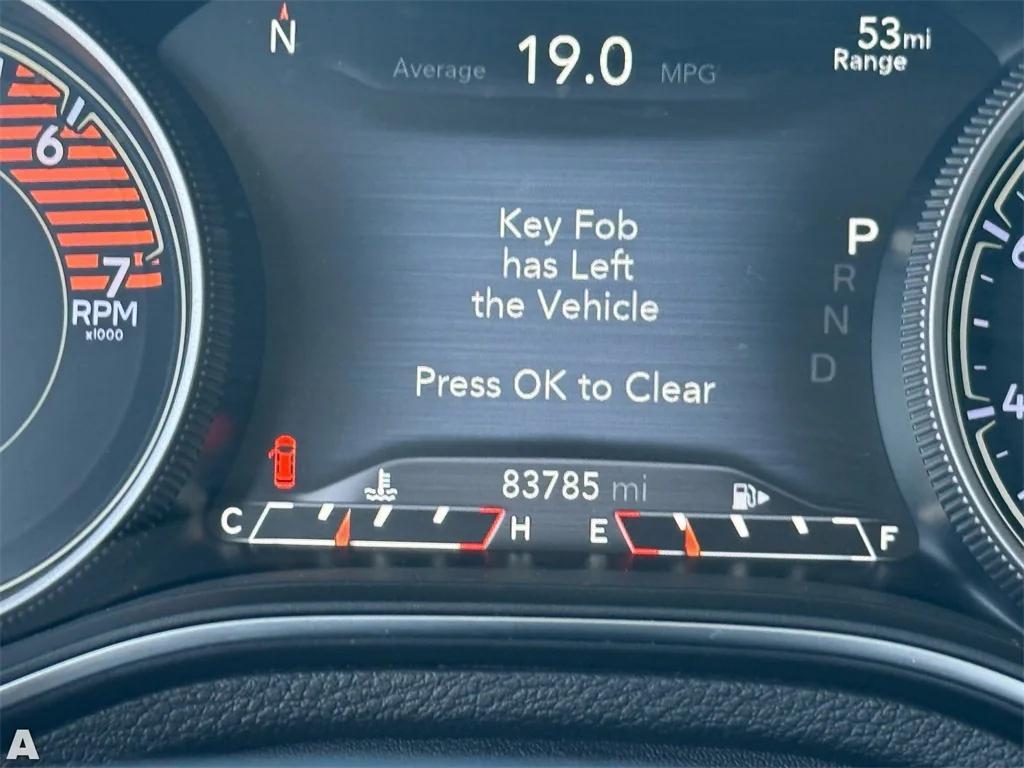 N
Average 19.0 MPG
53mi
Range
6
7
RPM
x1000
Key Fob
has Left
the Vehicle
Press OK to Clear
P
R
N
D
83785 mi
C H E F
A